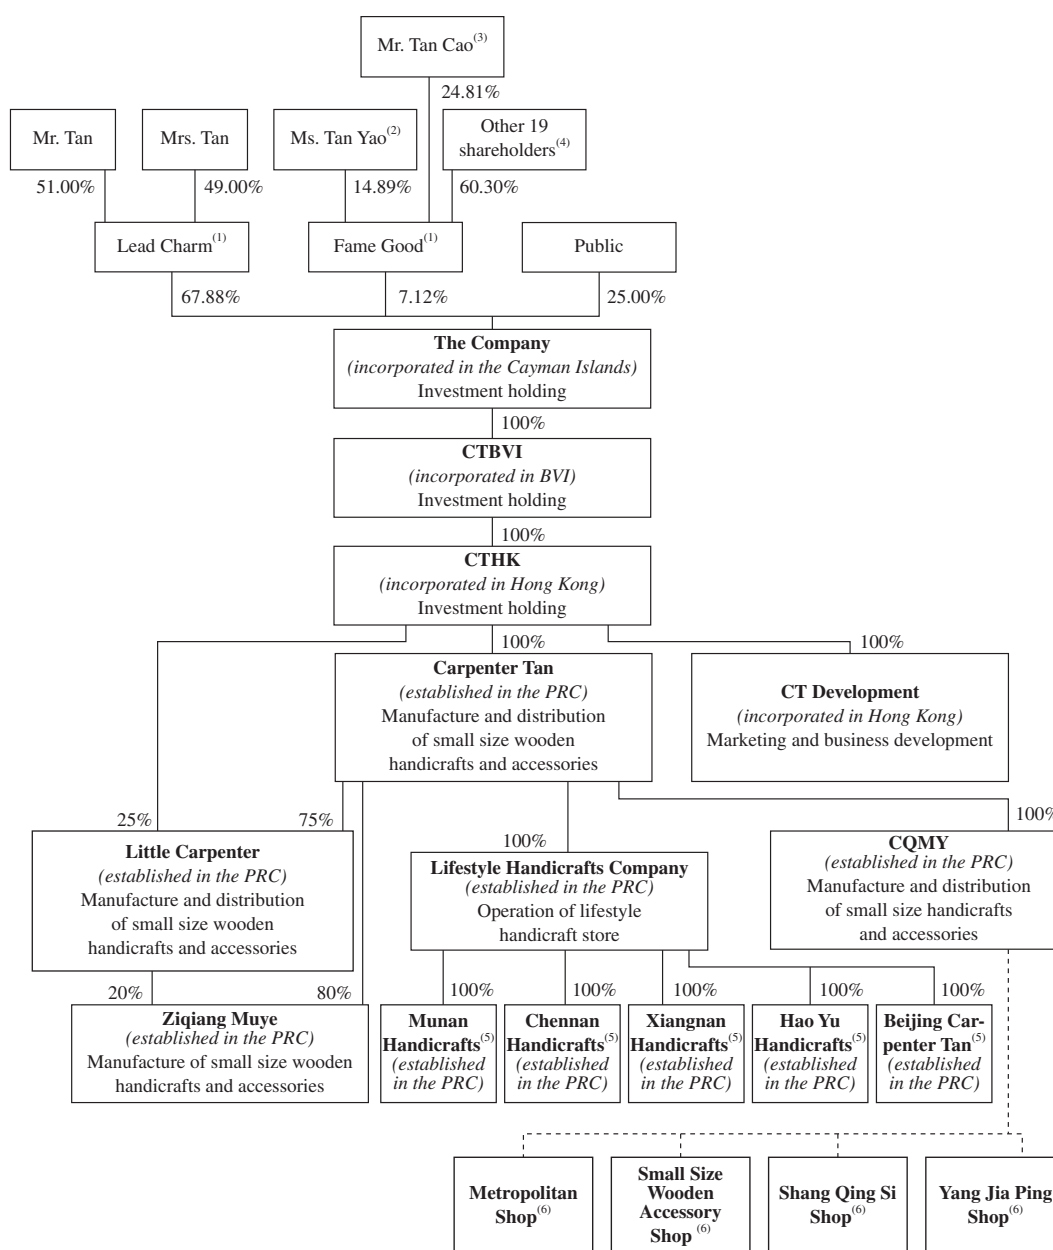 Mr. Tan Cao(3)
24.81%
Mr. Tan
Mrs. Tan
Ms. Tan Yao(2)
Other 19
shareholders(4)
51.00%
49.00%
14.89%
60.30%
Lead Charm(1)
Fame Good(1)
Public
67.88%
7.12%
25.00%
The Company
(incorporated in the Cayman Islands)
Investment holding
100%
CTBVI
(incorporated in BVI)
Investment holding
100%
CTHK
(incorporated in Hong Kong)
Investment holding
100%
100%
Carpenter Tan
(established in the PRC)
Manufacture and distribution
of small size wooden
handicrafts and accessories
CT Development
(incorporated in Hong Kong)
Marketing and business development
25%
75%
100%
100%
Little Carpenter
(established in the PRC)
Manufacture and distribution
of small size wooden
handicrafts and accessories
Lifestyle Handicrafts Company
(established in the PRC)
Operation of lifestyle
handicraft store
CQMY
(established in the PRC)
Manufacture and distribution
of small size handicrafts
and accessories
20%
80%
100%
100%
100%
100%
100%
Ziqiang Muye
(established in the PRC)
Manufacture of small size wooden
handicrafts and accessories
Munan
Handicrafts(5)
(established
in the PRC)
Chennan
Handicrafts(5)
(established
in the PRC)
Xiangnan
Handicrafts(5)
(established
in the PRC)
Hao Yu
Handicrafts(5)
(established
in the PRC)
Beijing Car-
penter Tan(5)
(established
in the PRC)
Metropolitan
Shop(6)
Small Size
Wooden
Accessory
Shop (6)
Shang Qing Si
Shop(6)
Yang Jia Ping
Shop(6)